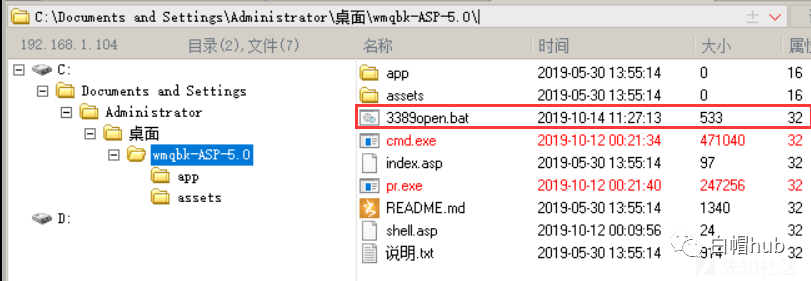 C:\Documents and Settings\Administrator\桌面\wmqbk-ASP-5.0\
192.168.1.104 目录(2),文件(7) 名称 时间 大小 属性
C:
Documents and Settings
Administrator
桌面
wmqbk-ASP-5.0
app
assets
D:
app 2019-05-30 13:55:14 0 16
assets 2019-05-30 13:55:14 0 16
3389open.bat 2019-10-14 11:27:13 533 32
cmd.exe 2019-10-12 00:21:34 471040 32
index.asp 2019-05-30 13:55:14 97 32
pr.exe 2019-10-12 00:21:40 247256 32
README.md 2019-05-30 13:55:14 1340 32
shell.asp 2019-10-12 00:09:56 24 32
说明.txt 2019-05-30 13:55:14 914 32
白帽hub
先知社区